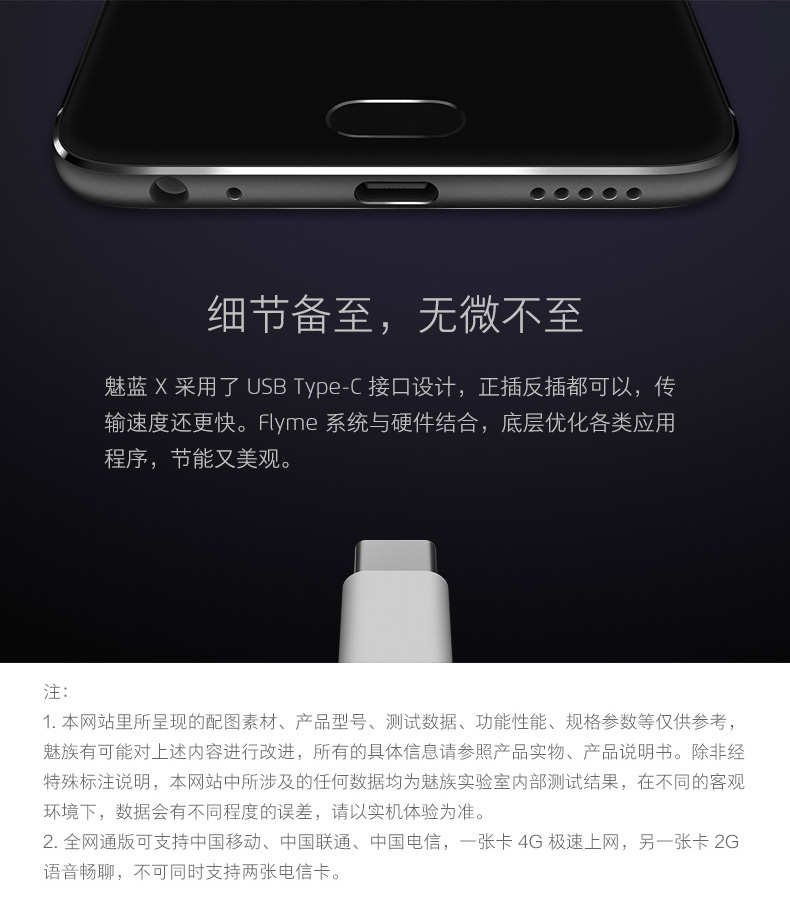 细节备至，无微不至
魅蓝 X 采用了 USB Type-C 接口设计，正插反插都可以，传
输速度还更快。Flyme 系统与硬件结合，底层优化各类应用
程序，节能又美观。
注：
1. 本网站里所呈现的配图素材、产品型号、测试数据、功能性能、规格参数等仅供参考，
魅族有可能对上述内容进行改进，所有的具体信息请参照产品实物、产品说明书。除非经
特殊标注说明，本网站中所涉及的任何数据均为魅族实验室内部测试结果，在不同的客观
环境下，数据会有不同程度的误差，请以实机体验为准。
2. 全网通版可支持中国移动、中国联通、中国电信，一张卡 4G 极速上网，另一张卡 2G
语音畅聊，不可同时支持两张电信卡。